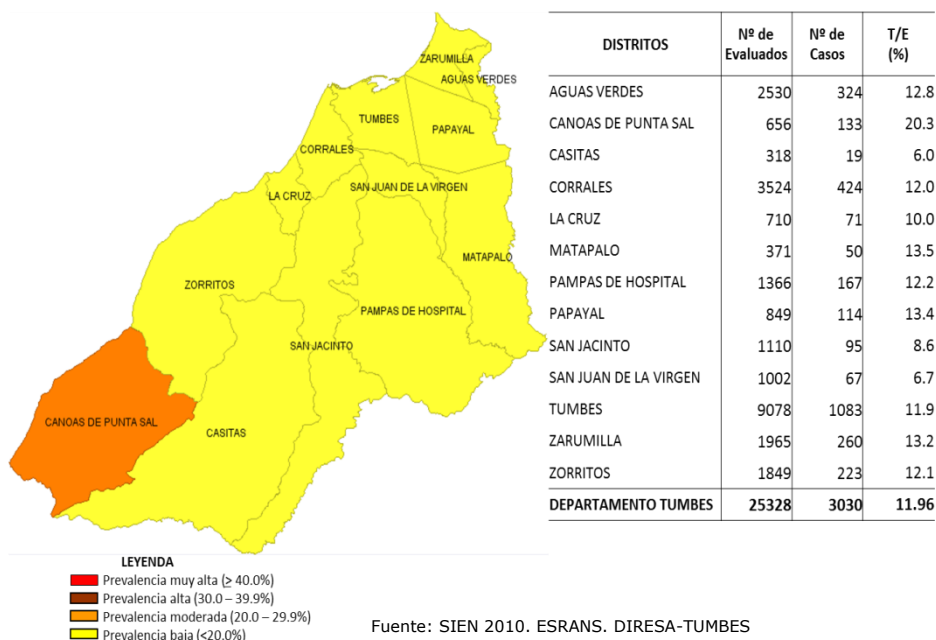 ZARUMILLA
AGUAS VERDES
TUMBES
PAPAYAL
CORRALES
LA CRUZ
SAN JUAN DE LA VIRGEN
MATAPALO
ZORRITOS
PAMPAS DE HOSPITAL
SAN JACINTO
CANOAS DE PUNTA SAL
CASITAS
LEYENDA
Prevalencia muy alta (≥ 40.0%)
Prevalencia alta (30.0 – 39.9%)
Prevalencia moderada (20.0 – 29.9%)
Prevalencia baja (<20.0%)
DISTRITOS Nº de Evaluados Nº de Casos T/E (%)
AGUAS VERDES 2530 324 12.8
CANOAS DE PUNTA SAL 656 133 20.3
CASITAS 318 19 6.0
CORRALES 3524 424 12.0
LA CRUZ 710 71 10.0
MATAPALO 371 50 13.5
PAMPAS DE HOSPITAL 1366 167 12.2
PAPAYAL 849 114 13.4
SAN JACINTO 1110 95 8.6
SAN JUAN DE LA VIRGEN 1002 67 6.7
TUMBES 9078 1083 11.9
ZARUMILLA 1965 260 13.2
ZORRITOS 1849 223 12.1
DEPARTAMENTO TUMBES 25328 3030 11.96
Fuente: SIEN 2010. ESRANS. DIRESA-TUMBES